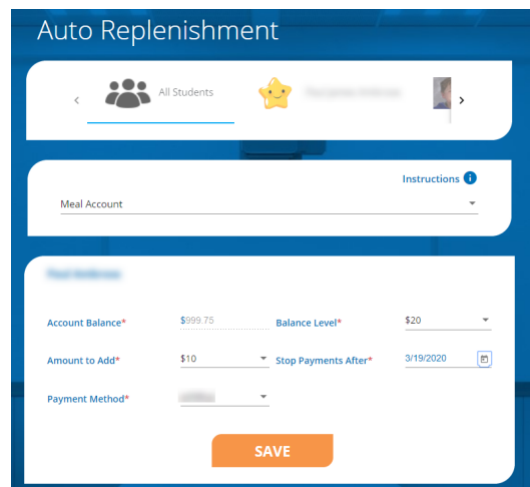 Auto Replenishment
All Students
Instructions
Meal Account
Account Balance* $999.75 Balance Level* $20
Amount to Add* $10 Stop Payments After* 3/19/2020
Payment Method*
SAVE